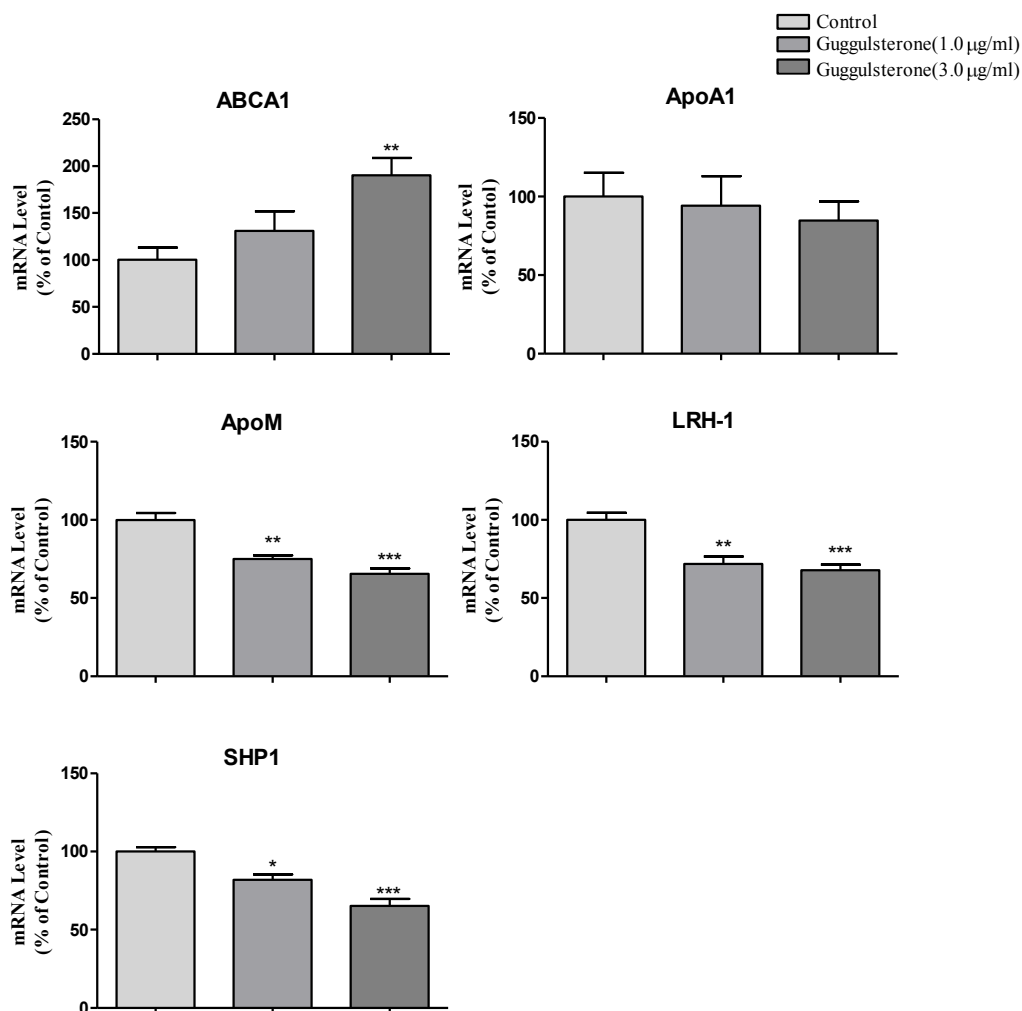 Control
Guggulsterone(1.0 µg/ml)
Guggulsterone(3.0 µg/ml)
ABCA1
mRNA Level
(% of Contol)
250
200
150
100
50
0
**
ApoA1
mRNA Level
(% of Control)
150
100
50
0
ApoM
mRNA Level
(% of Control)
150
100
50
0
**
***
LRH-1
mRNA Level
(% of Control)
150
100
50
0
**
***
SHP1
mRNA Level
(% of Control)
150
100
50
0
*
***